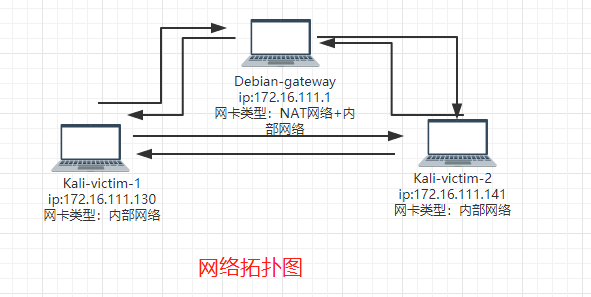 Debian-gateway
ip:172.16.111.1
网卡类型：NAT网络+内
部网络
Kali-victim-1
ip:172.16.111.130
网卡类型：内部网络
Kali-victim-2
ip:172.16.111.141
网卡类型：内部网络
网络拓扑图